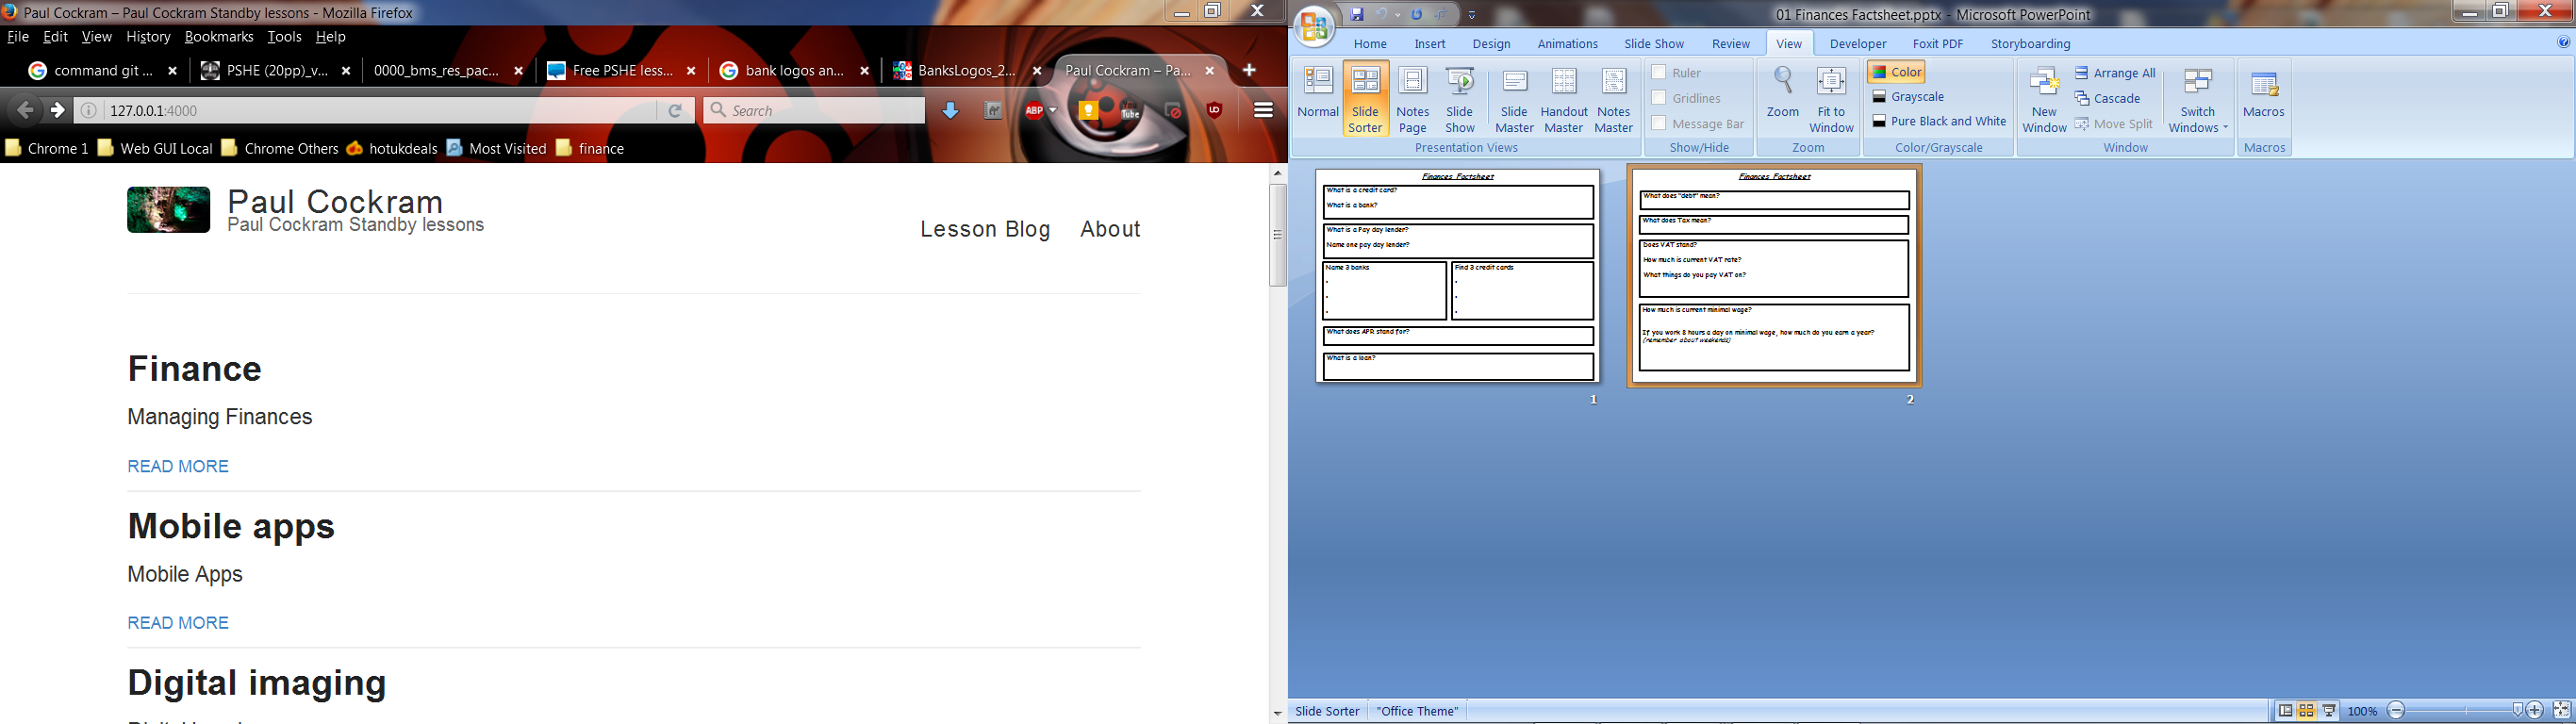 Paul Cockram – Paul Cockram Standby lessons - Mozilla Firefox
File Edit View History Bookmarks Tools Help
command git ... PSHE (20pp)_v... 0000_bms_res_pac... Free PSHE less... bank logos an... BanksLogos_2... Paul Cockram – Pa...
127.0.0.1:4000 Search ABP You Tube
Chrome 1 Web GUI Local Chrome Others hotukdeals Most Visited finance
Paul Cockram
Paul Cockram Standby lessons
Lesson Blog About
Finance
Managing Finances
READ MORE
Mobile apps
Mobile Apps
READ MORE
Digital imaging
01 Finances Factsheet.pptx - Microsoft PowerPoint
Home Insert Design Animations Slide Show Review View Developer Foxit PDF Storyboarding
Normal Slide Sorter Notes Page Slide Show Slide Master Handout Master Notes Master
Presentation Views
Ruler
Gridlines
Message Bar
Show/Hide
Zoom Fit to Window
Zoom
Color
Grayscale
Pure Black and White
Color/Grayscale
New Window
Arrange All
Cascade
Move Split
Switch Windows
Window
Macros
Macros
Finances Factsheet
What is a credit card?
What is a bank?
What is a Pay day lender?
Name one pay day lender?
Name 3 banks
Find 3 credit cards
What does APR stand for?
What is a loan?
1
Finances Factsheet
What does "debt" mean?
What does Tax mean?
Does VAT stand?
How much is current VAT rate?
What things do you pay VAT on?
How much is current minimal wage?
If you work 8 hours a day on minimal wage, how much do you earn a year?
(remember about weekends)
2
Slide Sorter "Office Theme" 100%